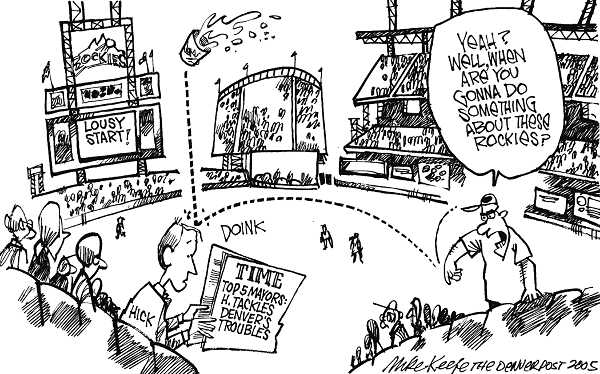 ROCKIES
LOUSY
START!
YEAH?
WELL, WHEN
ARE YOU
GONNA DO
SOMETHING
ABOUT THESE
ROCKIES?
DOINK
TIME
TOP 5 MAYORS:
H. TACKLES
DENVER'S
TROUBLES
HICK
Mike Keefe THE DENVER POST 2005